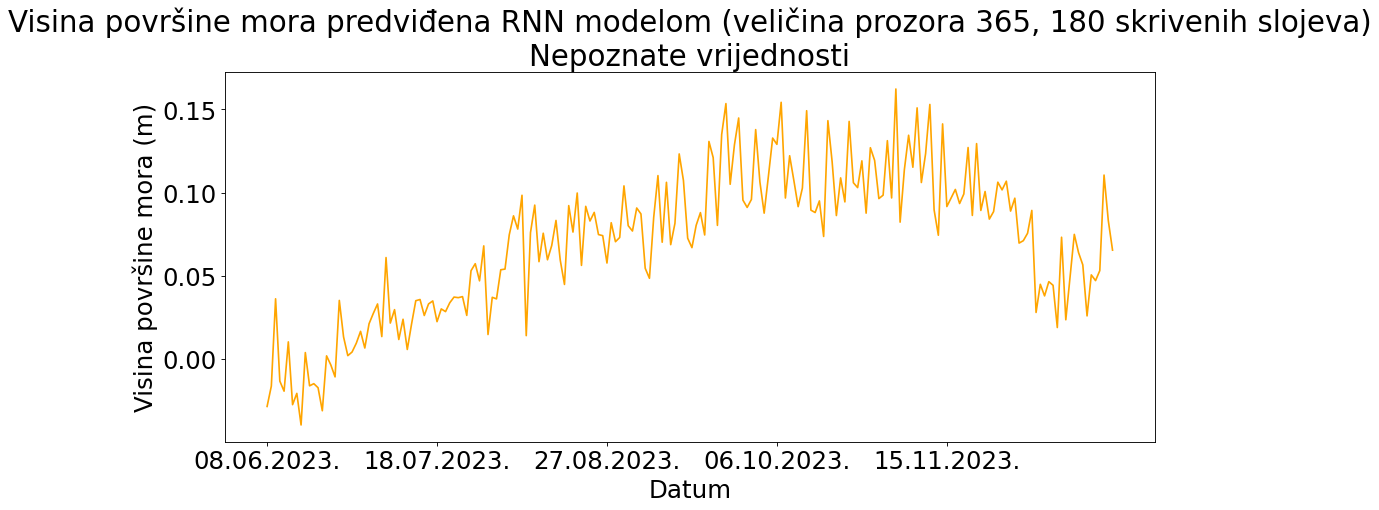 Visina površine mora predviđena RNN modelom (veličina prozora 365, 180 skrivenih slojeva)
Nepoznate vrijednosti
Visina površine mora (m)
0.15
0.10
0.05
0.00
08.06.2023. 18.07.2023. 27.08.2023. 06.10.2023. 15.11.2023.
Datum